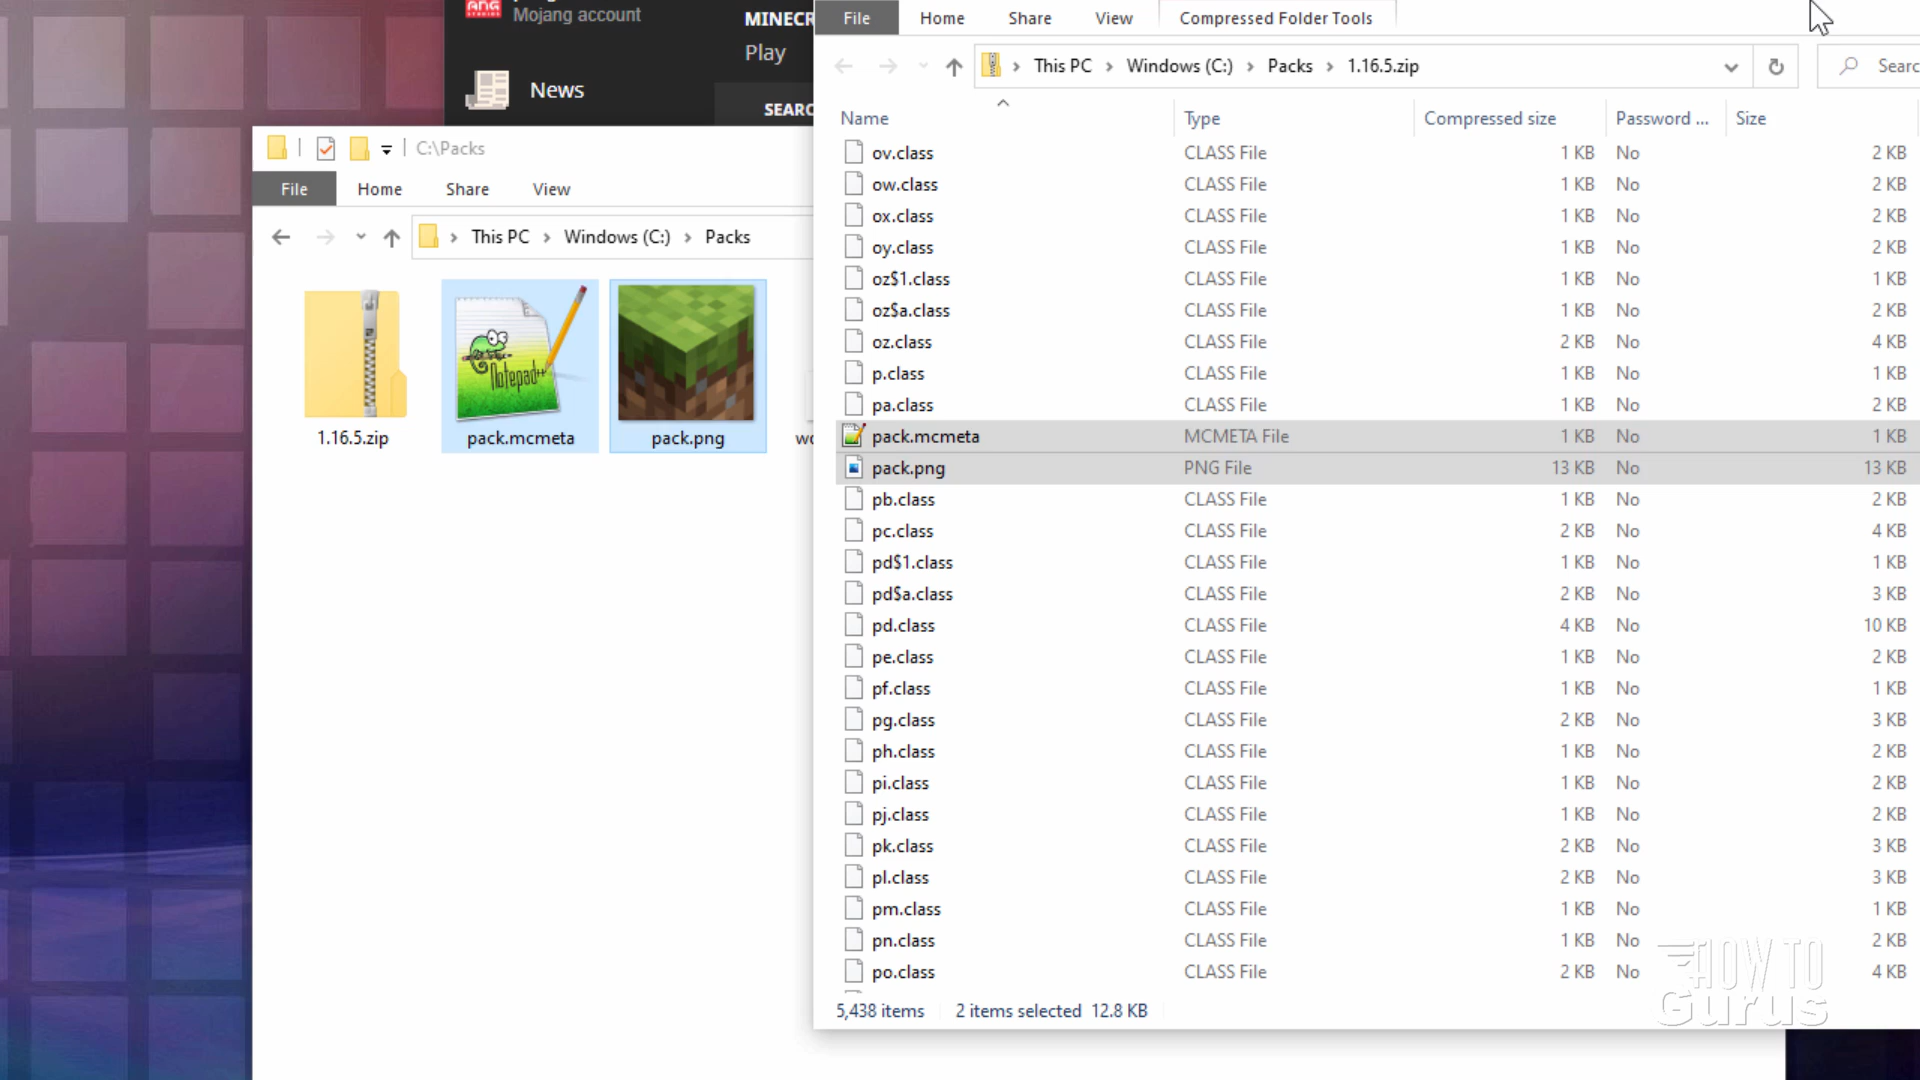 ANG
STUDIOS
Mojang account
News
MINECR
Play
SEARC
C:\Packs
File Home Share View
This PC > Windows (C:) > Packs
1.16.5.zip
pack.mcmeta
pack.png
wo
Notepad++
File Home Share View Compressed Folder Tools
This PC > Windows (C:) > Packs > 1.16.5.zip
Searc
Name Type Compressed size Password ... Size
ov.class CLASS File 1 KB No 2 KB
ow.class CLASS File 1 KB No 2 KB
ox.class CLASS File 1 KB No 2 KB
oy.class CLASS File 1 KB No 2 KB
oz$1.class CLASS File 1 KB No 1 KB
oz$a.class CLASS File 1 KB No 2 KB
oz.class CLASS File 2 KB No 4 KB
p.class CLASS File 1 KB No 1 KB
pa.class CLASS File 1 KB No 2 KB
pack.mcmeta MCMETA File 1 KB No 1 KB
pack.png PNG File 13 KB No 13 KB
pb.class CLASS File 1 KB No 2 KB
pc.class CLASS File 2 KB No 4 KB
pd$1.class CLASS File 1 KB No 1 KB
pd$a.class CLASS File 2 KB No 3 KB
pd.class CLASS File 4 KB No 10 KB
pe.class CLASS File 1 KB No 2 KB
pf.class CLASS File 1 KB No 1 KB
pg.class CLASS File 2 KB No 3 KB
ph.class CLASS File 1 KB No 2 KB
pi.class CLASS File 1 KB No 2 KB
pj.class CLASS File 1 KB No 2 KB
pk.class CLASS File 2 KB No 3 KB
pl.class CLASS File 2 KB No 3 KB
pm.class CLASS File 1 KB No 1 KB
pn.class CLASS File 1 KB No 2 KB
po.class CLASS File 2 KB No 4 KB
5,438 items 2 items selected 12.8 KB
HOW TO
Gurus